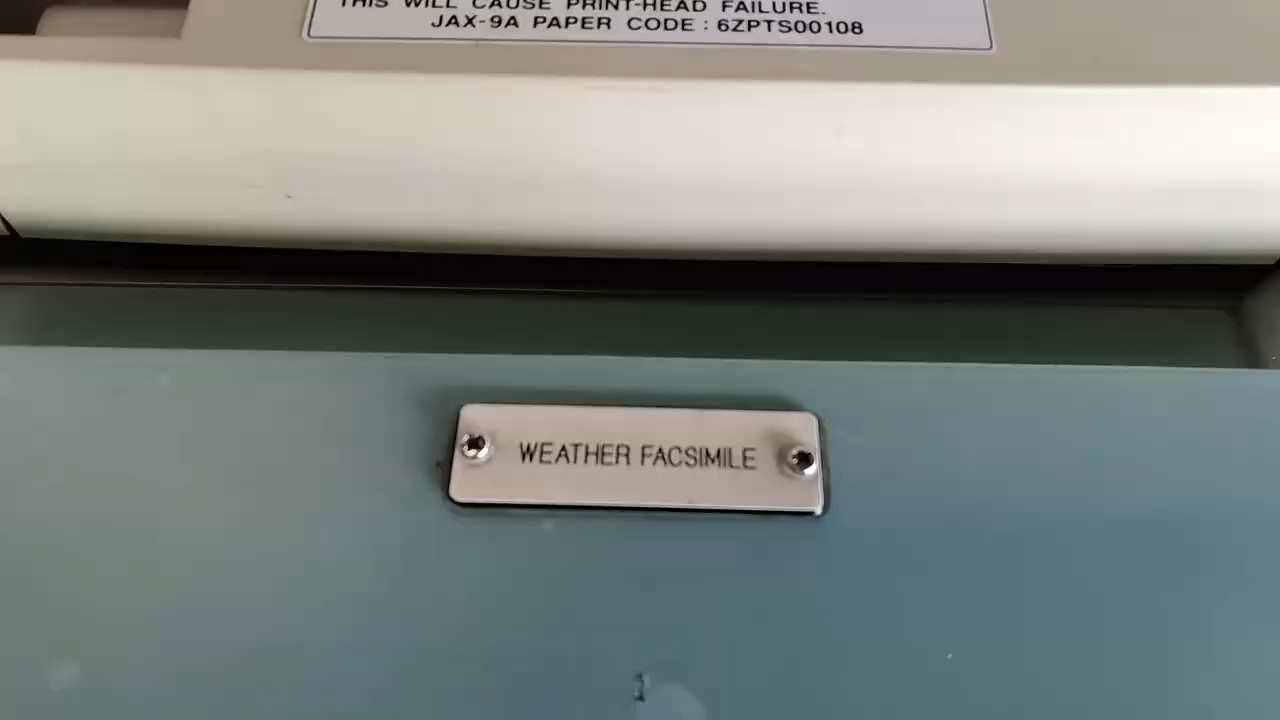 THIS WILL CAUSE PRINT-HEAD FAILURE.
JAX-9A PAPER CODE : 6ZPTS00108
WEATHER FACSIMILE